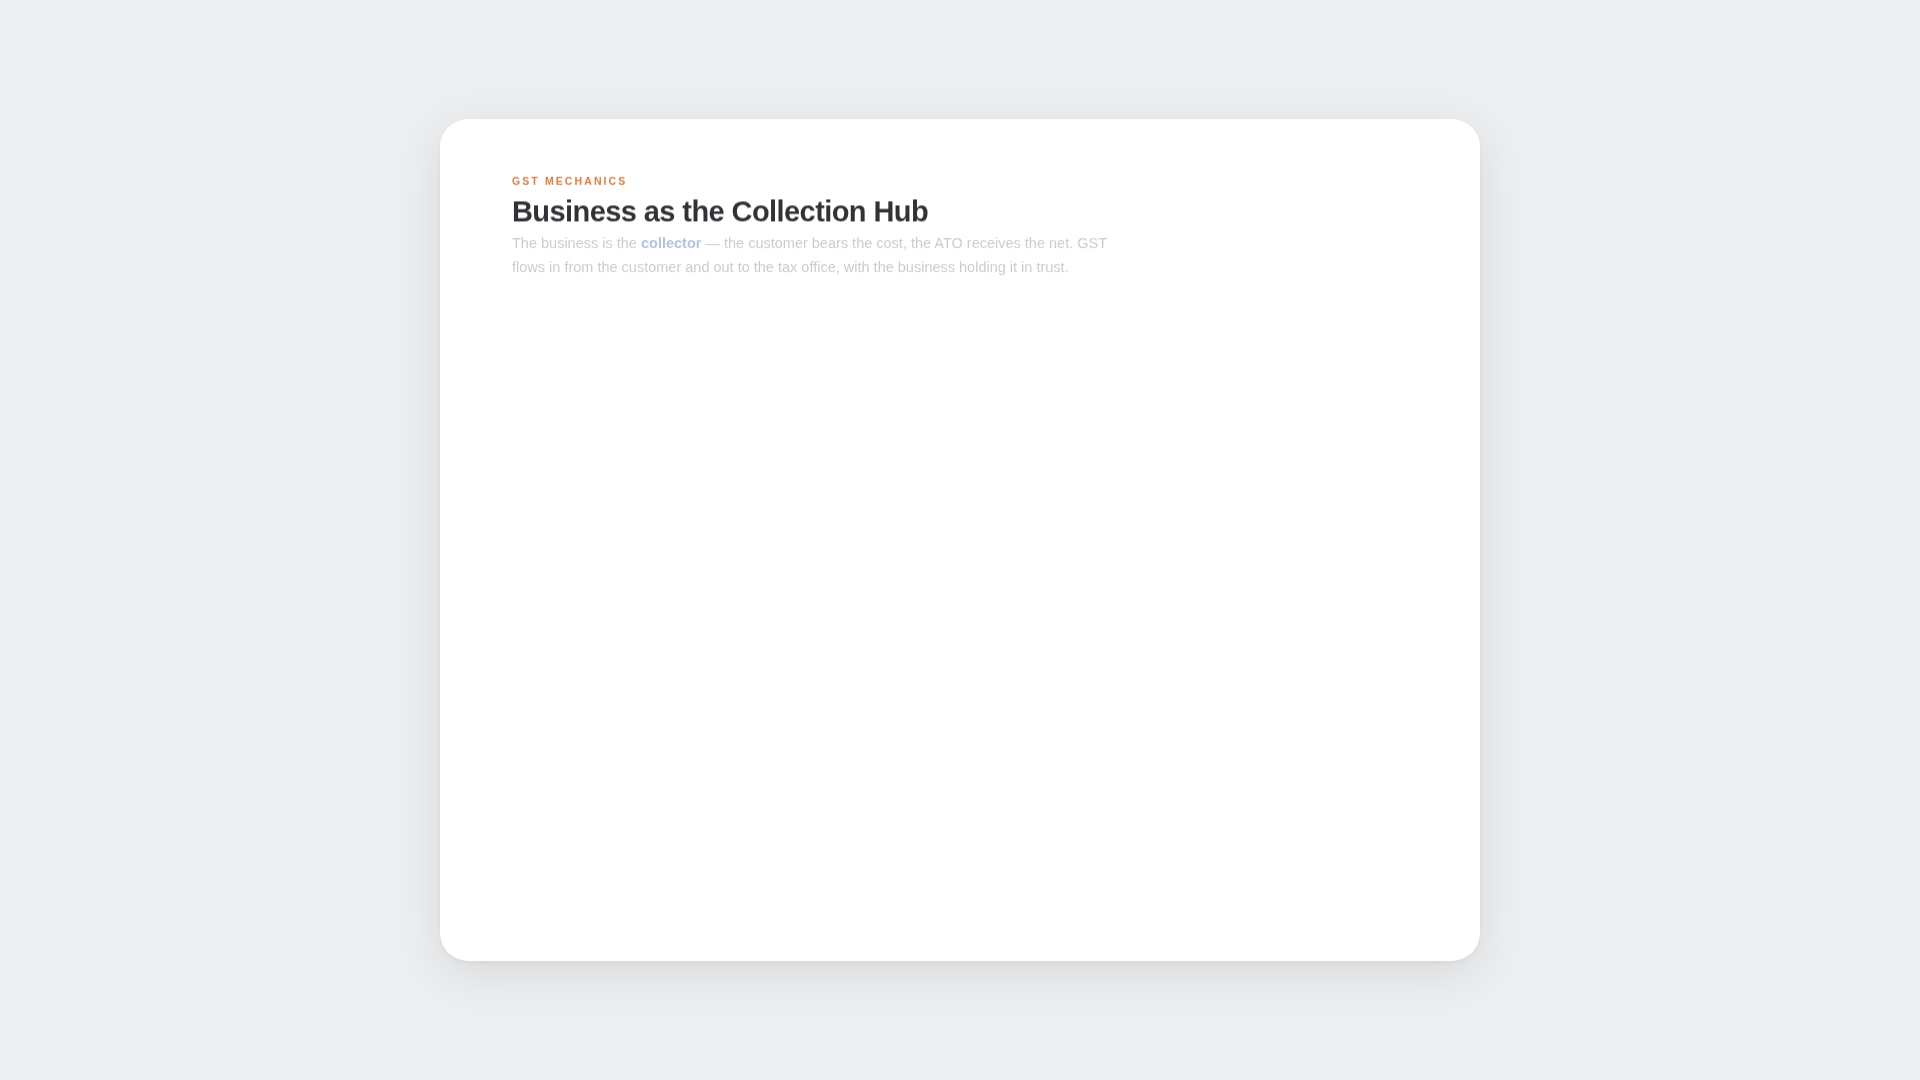 GST MECHANICS
Business as the Collection Hub
The business is the collector — the customer bears the cost, the ATO receives the net. GST
flows in from the customer and out to the tax office, with the business holding it in trust.